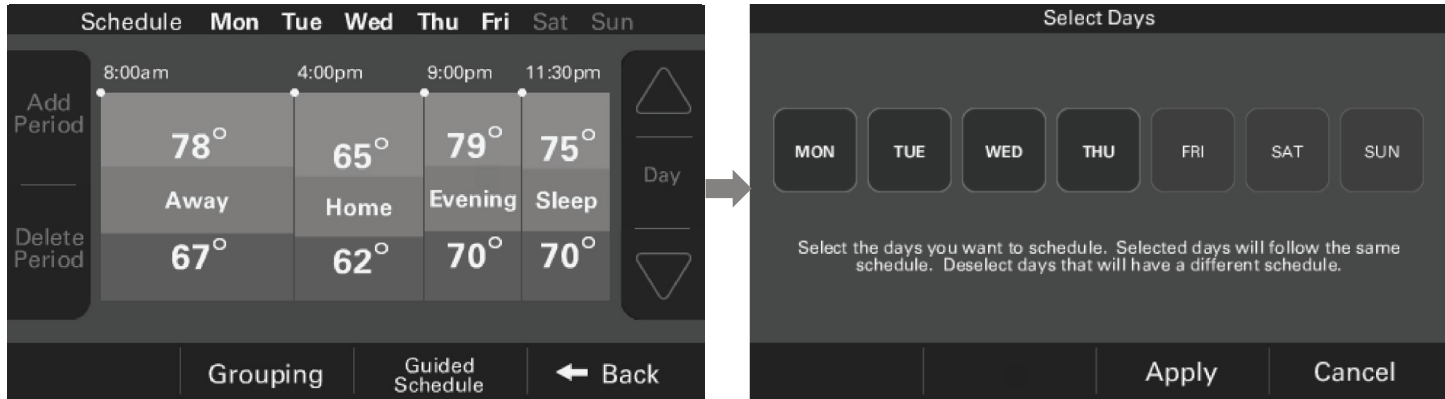 Schedule Mon Tue Wed Thu Fri Sat Sun
8:00am 4:00pm 9:00pm 11:30pm
Add
Period
78° 65° 79° 75°
Day
Away Home Evening Sleep
Delete
Period
67° 62° 70° 70°
Grouping
Guided
Schedule
Back
Select Days
MON TUE WED THU FRI SAT SUN
Select the days you want to schedule. Selected days will follow the same
schedule. Deselect days that will have a different schedule.
Apply Cancel